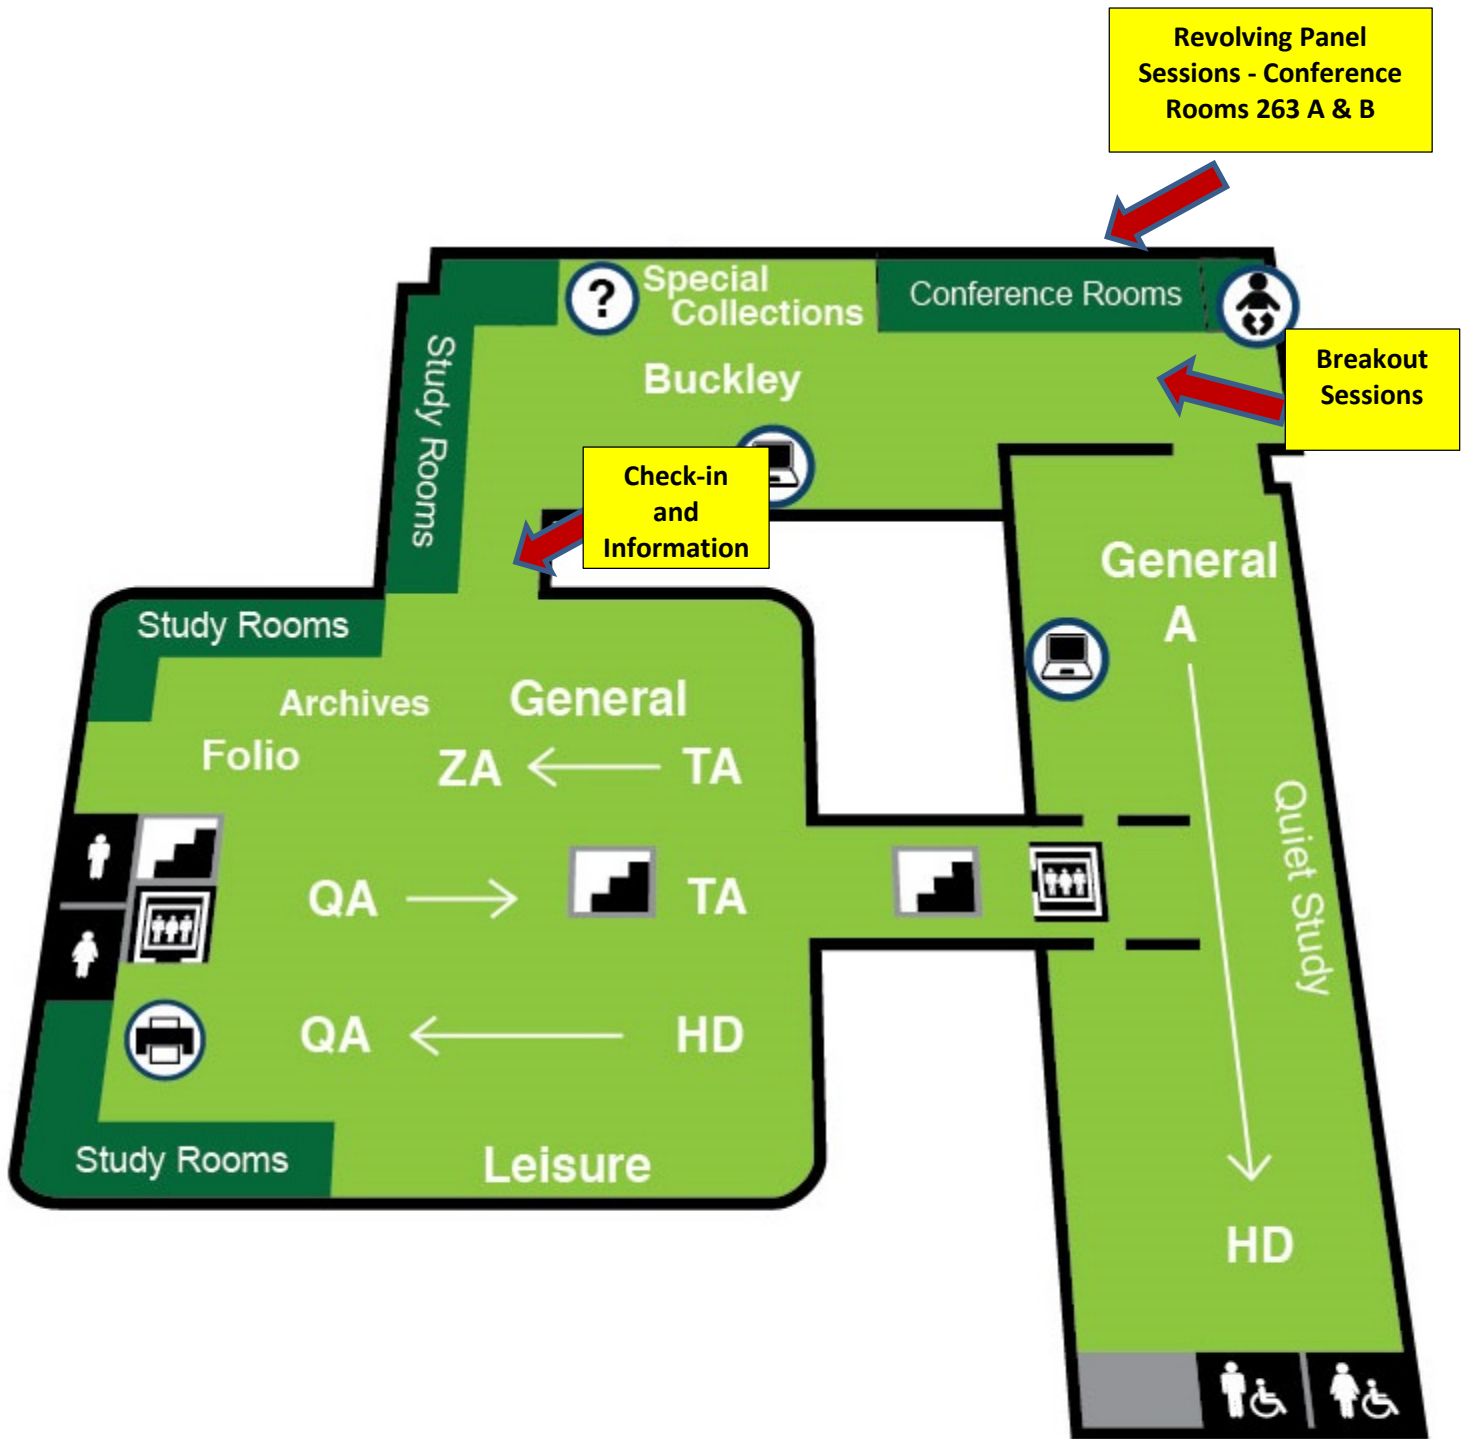 Revolving Panel
Sessions - Conference
Rooms 263 A & B
?
Special
Collections
Conference Rooms
Study Rooms
Buckley
Breakout
Sessions
Check-in
and
Information
General
A
Study Rooms
Archives
General
Folio
ZA
TA
Quiet Study
QA
TA
QA
HD
Study Rooms
Leisure
HD